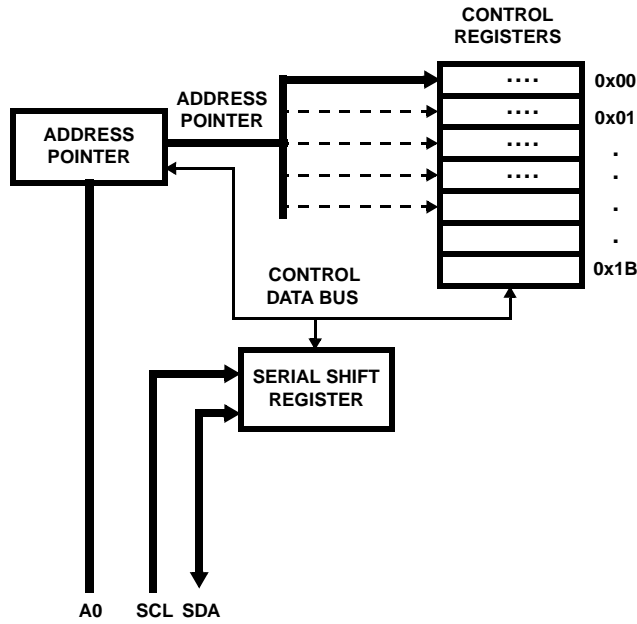 CONTROL
REGISTERS
....
0x00
ADDRESS
POINTER
....
0x01
ADDRESS
POINTER
....
.
....
.
.
.
0x1B
CONTROL
DATA BUS
SERIAL SHIFT
REGISTER
A0 SCL SDA